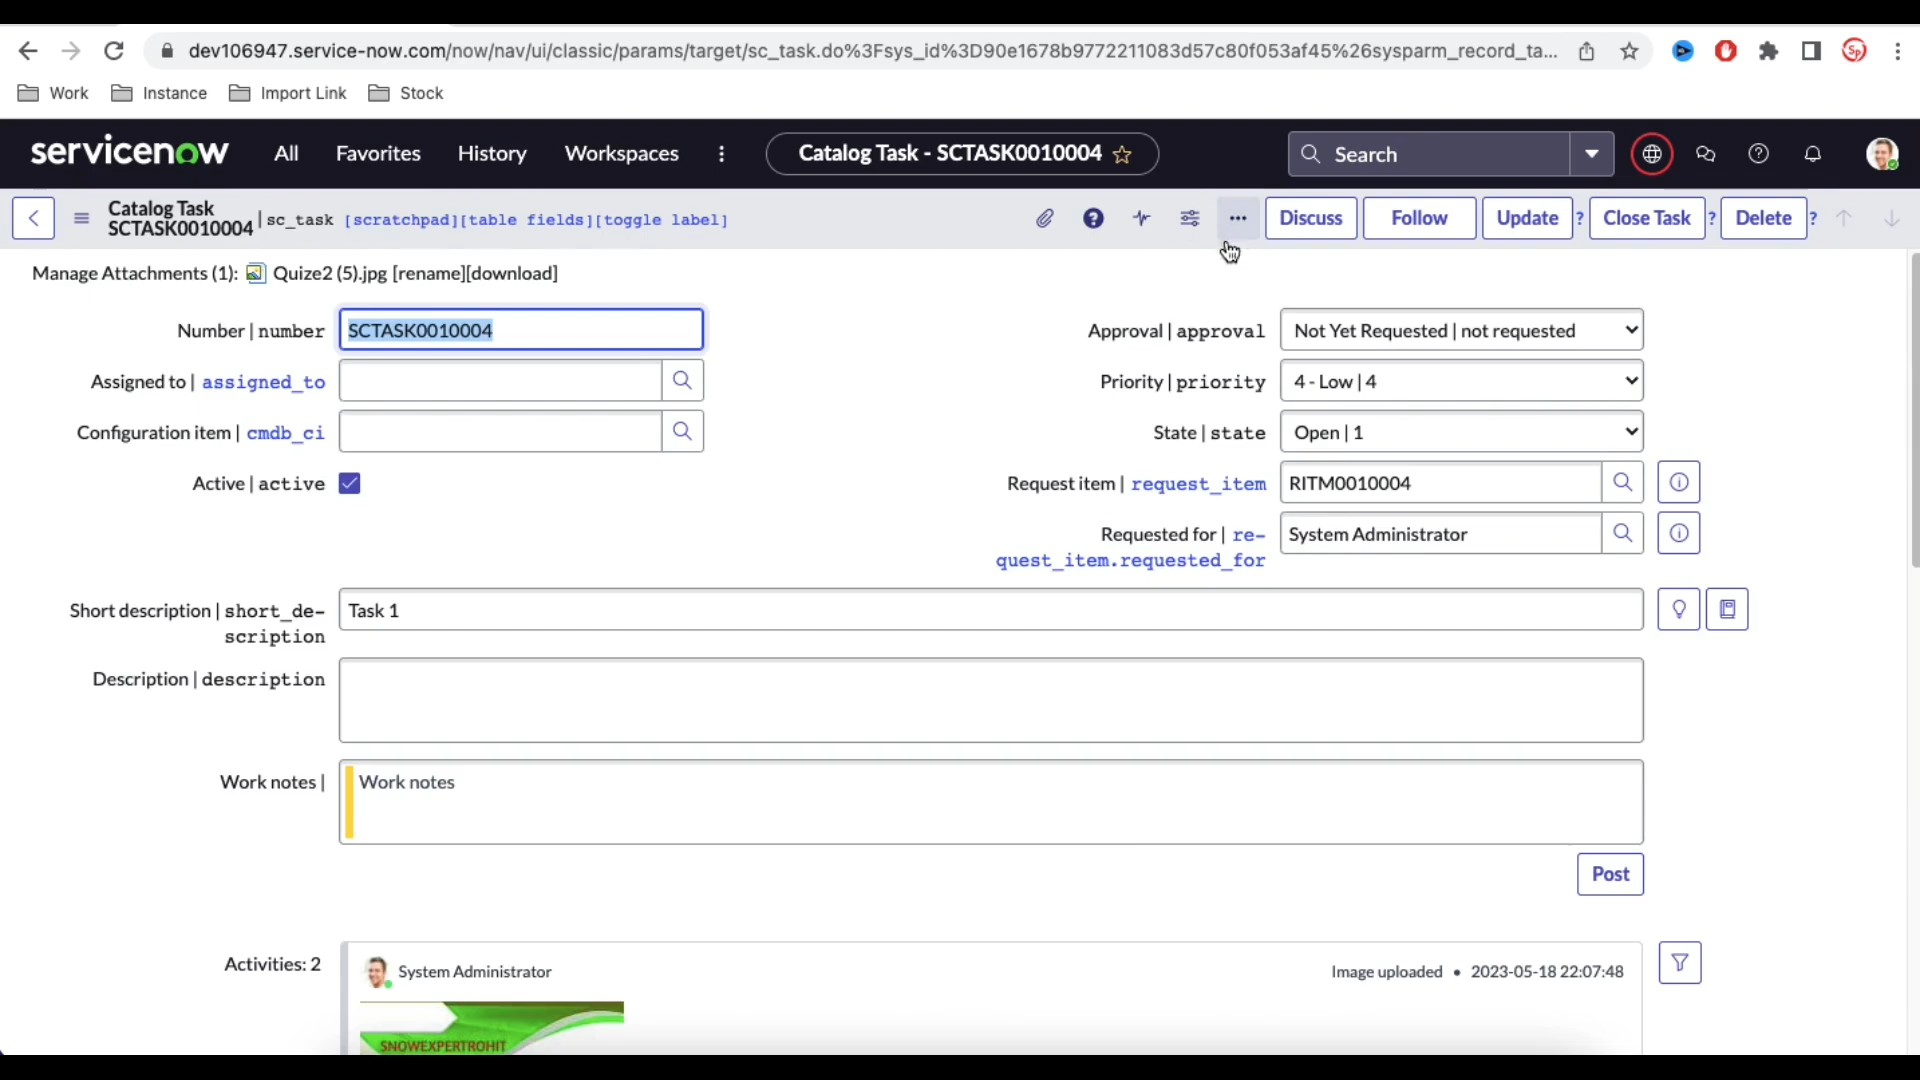 dev106947.service-now.com/now/nav/ui/classic/params/target/sc_task.do%3Fsys_id%3D90e1678b9772211083d57c80f053af45%26sysparm_record_ta...
Work Instance Import Link Stock
servicenow All Favorites History Workspaces Catalog Task - SCTASK0010004 Search
Catalog Task
SCTASK0010004 | sc_task [scratchpad][table fields][toggle label] Discuss Follow Update ? Close Task ? Delete ?
Manage Attachments (1): Quize2 (5).jpg [rename][download]
Number | number SCTASK0010004 Approval | approval Not Yet Requested | not requested
Assigned to | assigned_to Priority | priority 4 - Low | 4
Configuration item | cmdb_ci State | state Open | 1
Active | active Request item | request_item RITM0010004
Requested for | re-
quest_item.requested_for System Administrator
Short description | short_de-
scription Task 1
Description | description
Work notes | Work notes
Post
Activities: 2 System Administrator Image uploaded • 2023-05-18 22:07:48
SNOWEXPERTROHIT